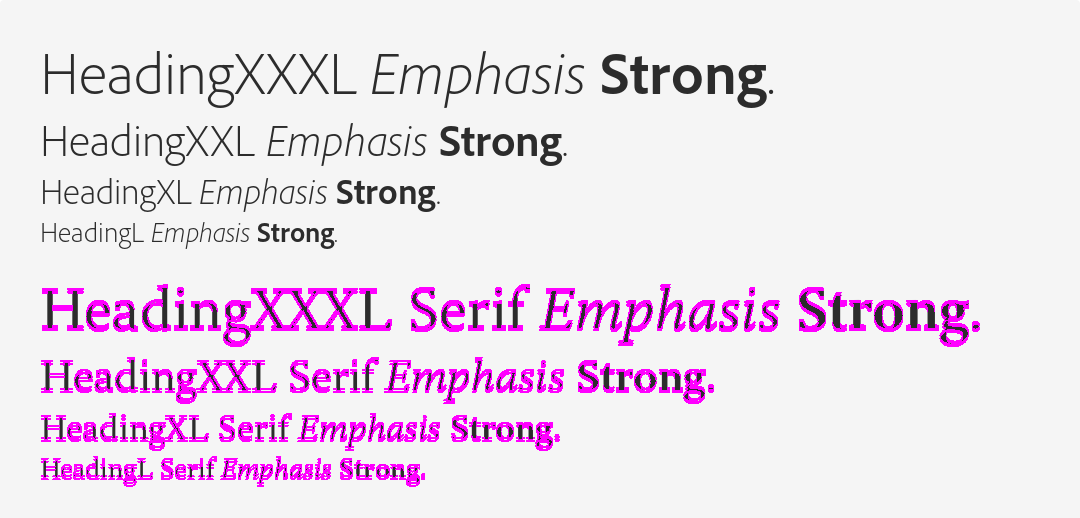 HeadingXXXL Emphasis Strong.
HeadingXXL Emphasis Strong.
HeadingXL Emphasis Strong.
HeadingL Emphasis Strong.
HeadingXXXL Serif Emphasis Strong.
HeadingXXL Serif Emphasis Strong.
HeadingXL Serif Emphasis Strong.
HeadingL Serif Emphasis Strong.